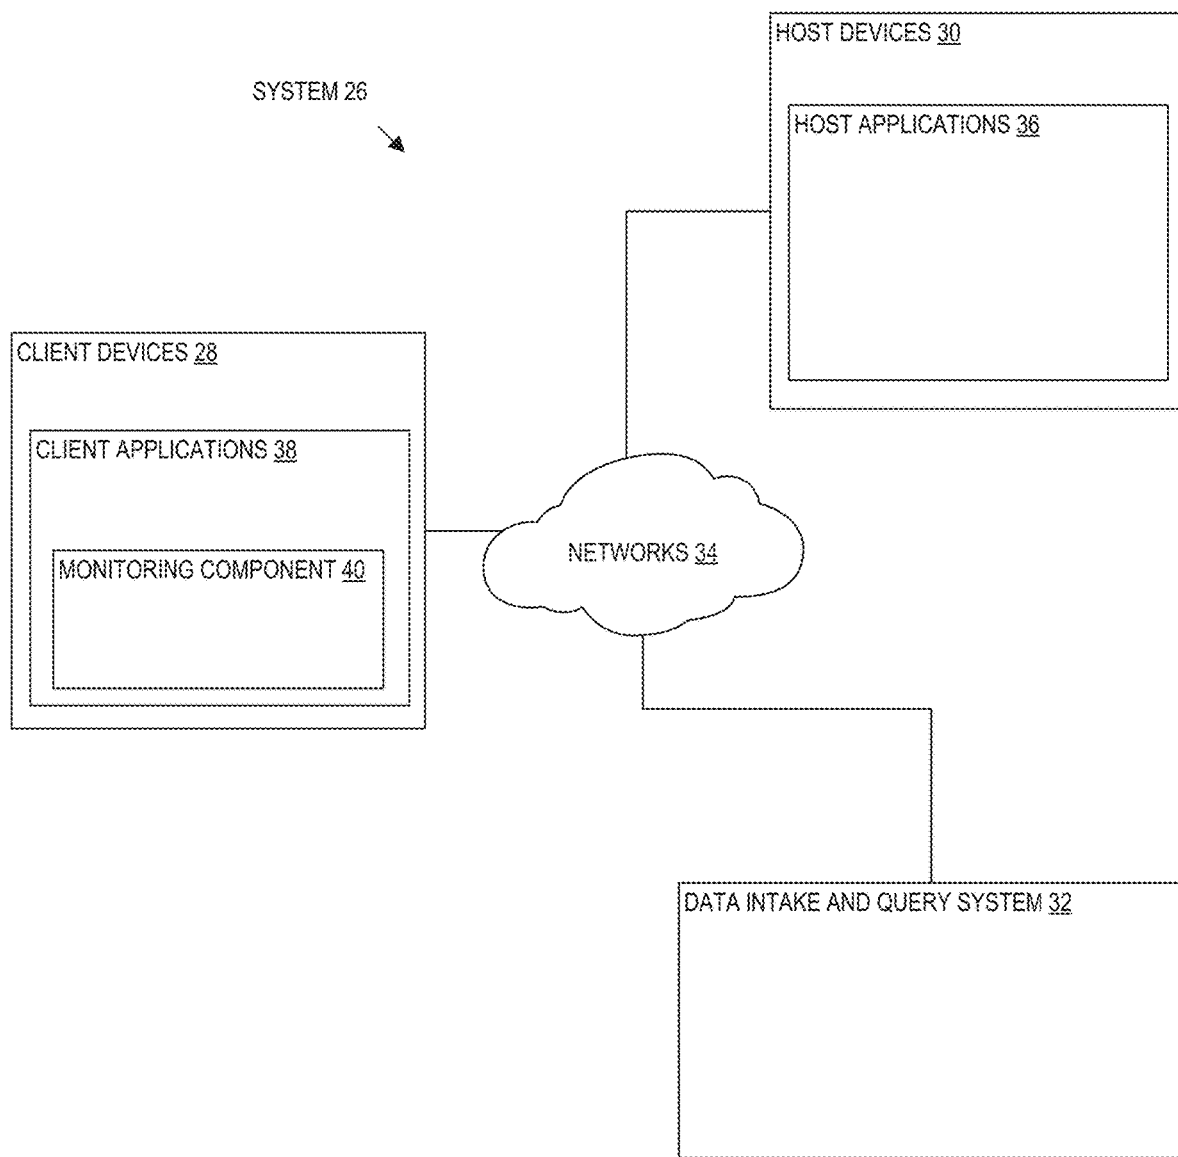 HOST DEVICES 30
SYSTEM 26
HOST APPLICATIONS 36
CLIENT DEVICES 28
CLIENT APPLICATIONS 38
NETWORKS 34
MONITORING COMPONENT 40
DATA INTAKE AND QUERY SYSTEM 32